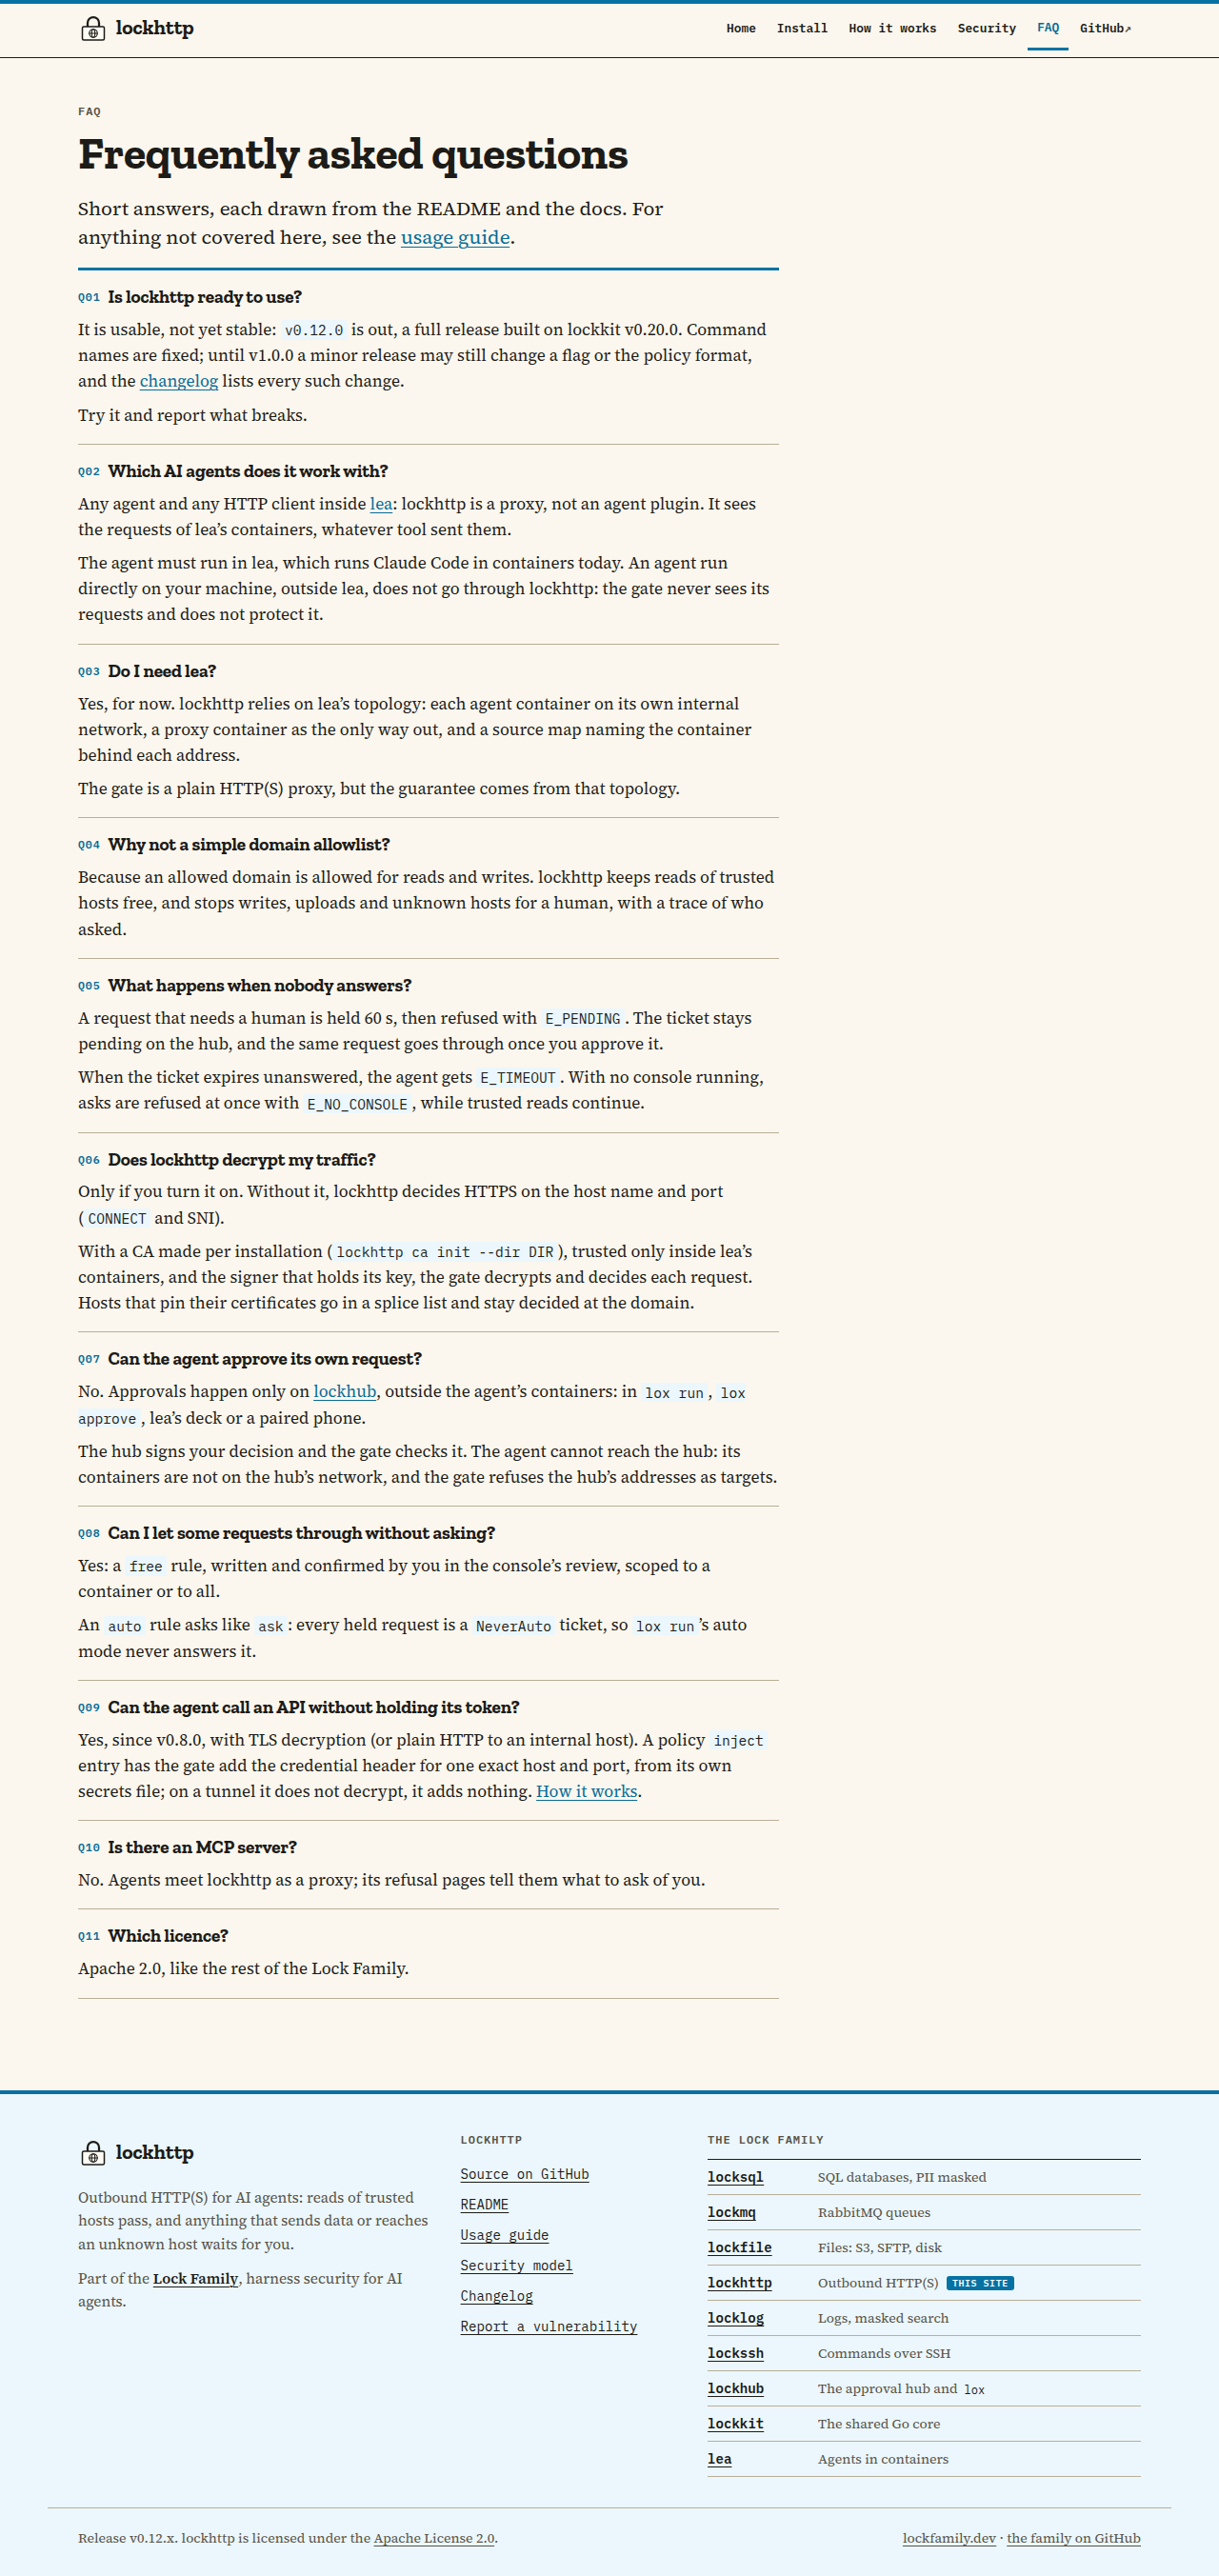 lockhttp
Home Install How it works Security FAQ GitHub↗
FAQ
Frequently asked questions
Short answers, each drawn from the README and the docs. For
anything not covered here, see the usage guide.
Q01 Is lockhttp ready to use?
It is usable, not yet stable: v0.12.0 is out, a full release built on lockkit v0.20.0. Command
names are fixed; until v1.0.0 a minor release may still change a flag or the policy format,
and the changelog lists every such change.
Try it and report what breaks.
Q02 Which AI agents does it work with?
Any agent and any HTTP client inside lea: lockhttp is a proxy, not an agent plugin. It sees
the requests of lea’s containers, whatever tool sent them.
The agent must run in lea, which runs Claude Code in containers today. An agent run
directly on your machine, outside lea, does not go through lockhttp: the gate never sees its
requests and does not protect it.
Q03 Do I need lea?
Yes, for now. lockhttp relies on lea’s topology: each agent container on its own internal
network, a proxy container as the only way out, and a source map naming the container
behind each address.
The gate is a plain HTTP(S) proxy, but the guarantee comes from that topology.
Q04 Why not a simple domain allowlist?
Because an allowed domain is allowed for reads and writes. lockhttp keeps reads of trusted
hosts free, and stops writes, uploads and unknown hosts for a human, with a trace of who
asked.
Q05 What happens when nobody answers?
A request that needs a human is held 60 s, then refused with E_PENDING. The ticket stays
pending on the hub, and the same request goes through once you approve it.
When the ticket expires unanswered, the agent gets E_TIMEOUT. With no console running,
asks are refused at once with E_NO_CONSOLE, while trusted reads continue.
Q06 Does lockhttp decrypt my traffic?
Only if you turn it on. Without it, lockhttp decides HTTPS on the host name and port
(CONNECT and SNI).
With a CA made per installation (lockhttp ca init --dir DIR), trusted only inside lea’s
containers, and the signer that holds its key, the gate decrypts and decides each request.
Hosts that pin their certificates go in a splice list and stay decided at the domain.
Q07 Can the agent approve its own request?
No. Approvals happen only on lockhub, outside the agent’s containers: in lox run, lox
approve, lea’s deck or a paired phone.
The hub signs your decision and the gate checks it. The agent cannot reach the hub: its
containers are not on the hub’s network, and the gate refuses the hub’s addresses as targets.
Q08 Can I let some requests through without asking?
Yes: a free rule, written and confirmed by you in the console’s review, scoped to a
container or to all.
An auto rule asks like ask: every held request is a NeverAuto ticket, so lox run’s auto
mode never answers it.
Q09 Can the agent call an API without holding its token?
Yes, since v0.8.0, with TLS decryption (or plain HTTP to an internal host). A policy inject
entry has the gate add the credential header for one exact host and port, from its own
secrets file; on a tunnel it does not decrypt, it adds nothing. How it works.
Q10 Is there an MCP server?
No. Agents meet lockhttp as a proxy; its refusal pages tell them what to ask of you.
Q11 Which licence?
Apache 2.0, like the rest of the Lock Family.
lockhttp
Outbound HTTP(S) for AI agents: reads of trusted
hosts pass, and anything that sends data or reaches
an unknown host waits for you.
Part of the Lock Family, harness security for AI
agents.
LOCKHTTP
Source on GitHub
README
Usage guide
Security model
Changelog
Report a vulnerability
THE LOCK FAMILY
locksql SQL databases, PII masked
lockmq RabbitMQ queues
lockfile Files: S3, SFTP, disk
lockhttp Outbound HTTP(S) THIS SITE
locklog Logs, masked search
lockssh Commands over SSH
lockhub The approval hub and lox
lockkit The shared Go core
lea Agents in containers
Release v0.12.x. lockhttp is licensed under the Apache License 2.0.
lockfamily.dev · the family on GitHub